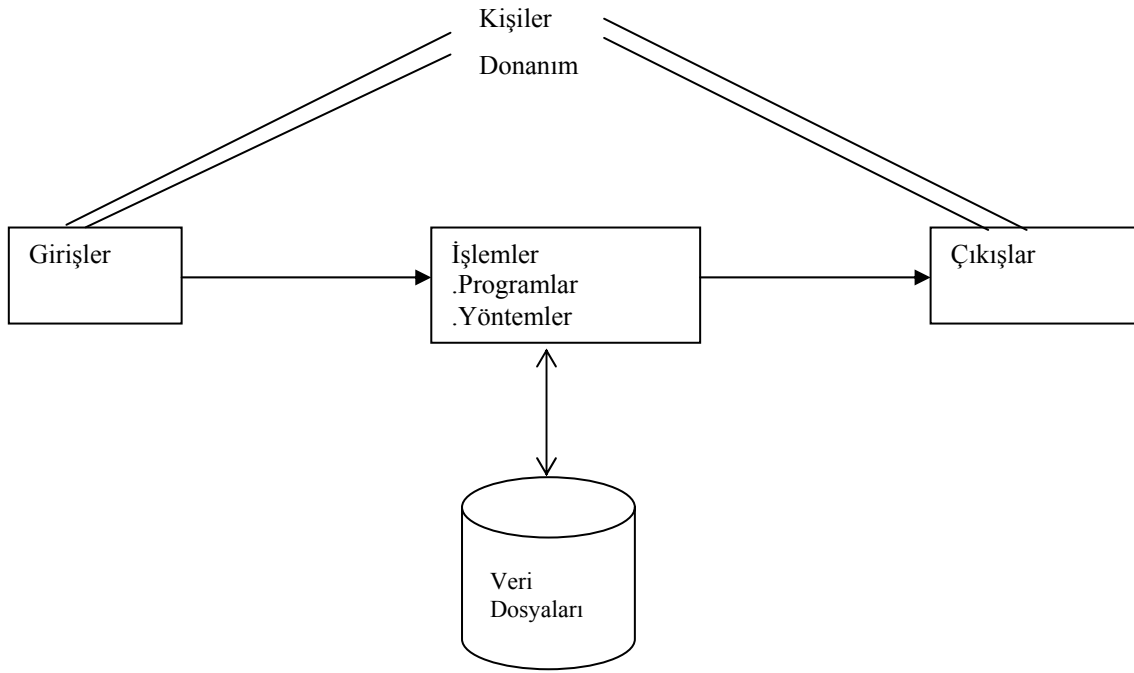 Kişiler
Donanım
Girişler
İşlemler
.Programlar
.Yöntemler
Çıkışlar
Veri
Dosyaları